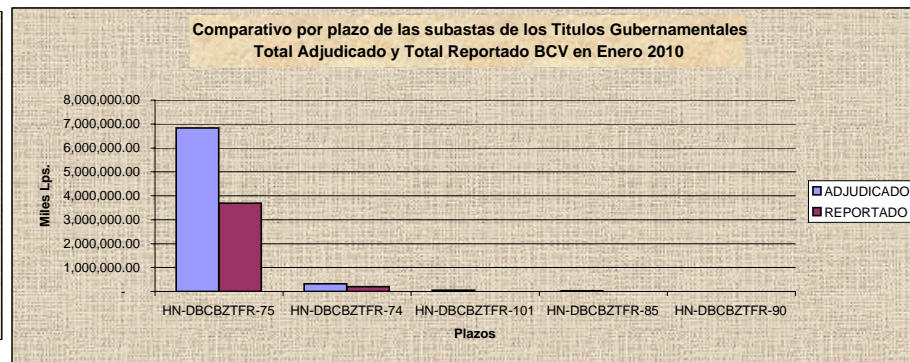 Comparativo por plazo de las subastas de los Titulos Gubernamentales
Total Adjudicado y Total Reportado BCV en Enero 2010
8,000,000.00
7,000,000.00
6,000,000.00
5,000,000.00
4,000,000.00
3,000,000.00
2,000,000.00
1,000,000.00
-
Miles Lps.
HN-DBCBZTFR-75 HN-DBCBZTFR-74 HN-DBCBZTFR-101 HN-DBCBZTFR-85 HN-DBCBZTFR-90
Plazos
ADJUDICADO
REPORTADO